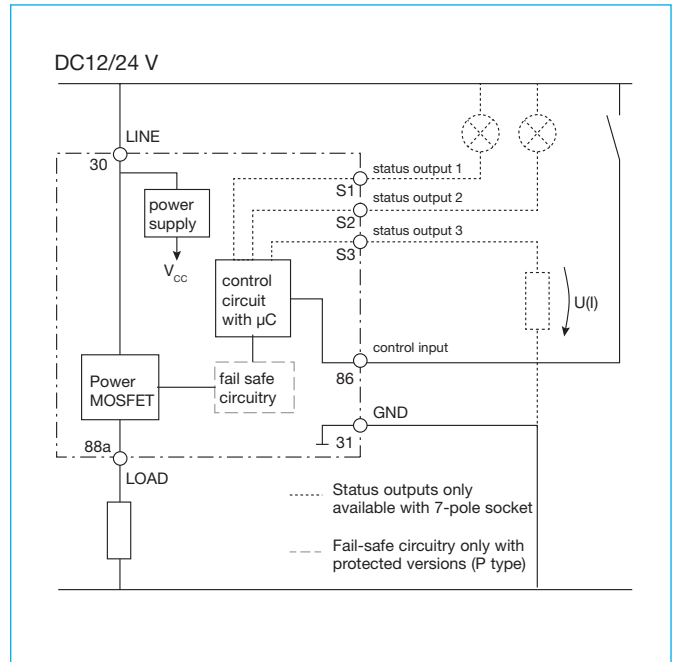 DC12/24 V
LINE
30
status output 1
S1
status output 2
S2
status output 3
S3
power
supply
VCC
control
circuit
with µC
U(I)
control input
86
Power
MOSFET
fail safe
circuitry
GND
31
88a
LOAD
Status outputs only
available with 7-pole socket
Fail-safe circuitry only with
protected versions (P type)